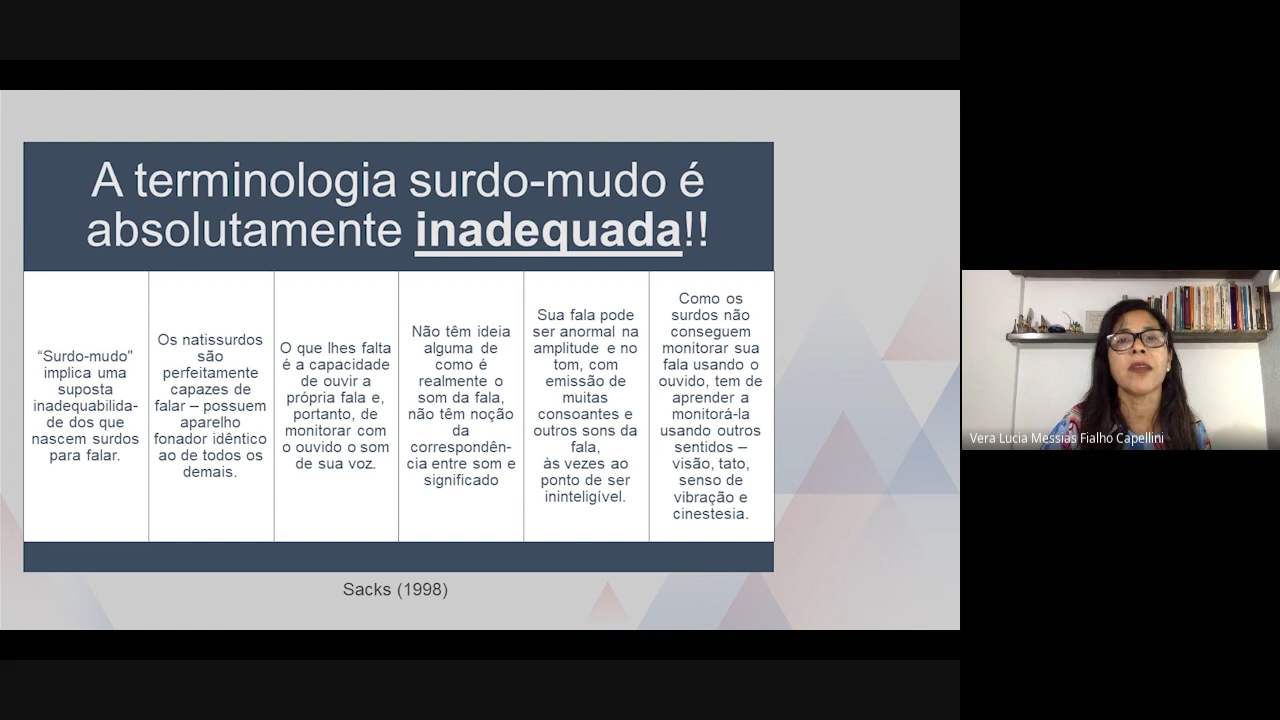 A terminologia surdo-mudo é
absolutamente inadequada!!
“Surdo-mudo”
implica uma
suposta
inadequabilida-
de dos que
nascem surdos
para falar.
Os natissurdos
são
perfeitamente
capazes de
falar – possuem
aparelho
fonador idêntico
ao de todos os
demais.
O que lhes falta
é a capacidade
de ouvir a
própria fala e,
portanto, de
monitorar com
o ouvido o som
de sua voz.
Não têm ideia
alguma de
como é
realmente o
som da fala,
não têm noção
da
correspondên-
cia entre som e
significado
Sua fala pode
ser anormal na
amplitude e no
tom, com
emissão de
muitas
consoantes e
outros sons da
fala,
às vezes ao
ponto de ser
ininteligível.
Como os
surdos não
conseguem
monitorar sua
fala usando o
ouvido, tem de
aprender a
monitorá-la
usando outros
sentidos –
visão, tato,
senso de
vibração e
cinestesia.
Sacks (1998)
Vera Lucia Messias Fialho Capellini